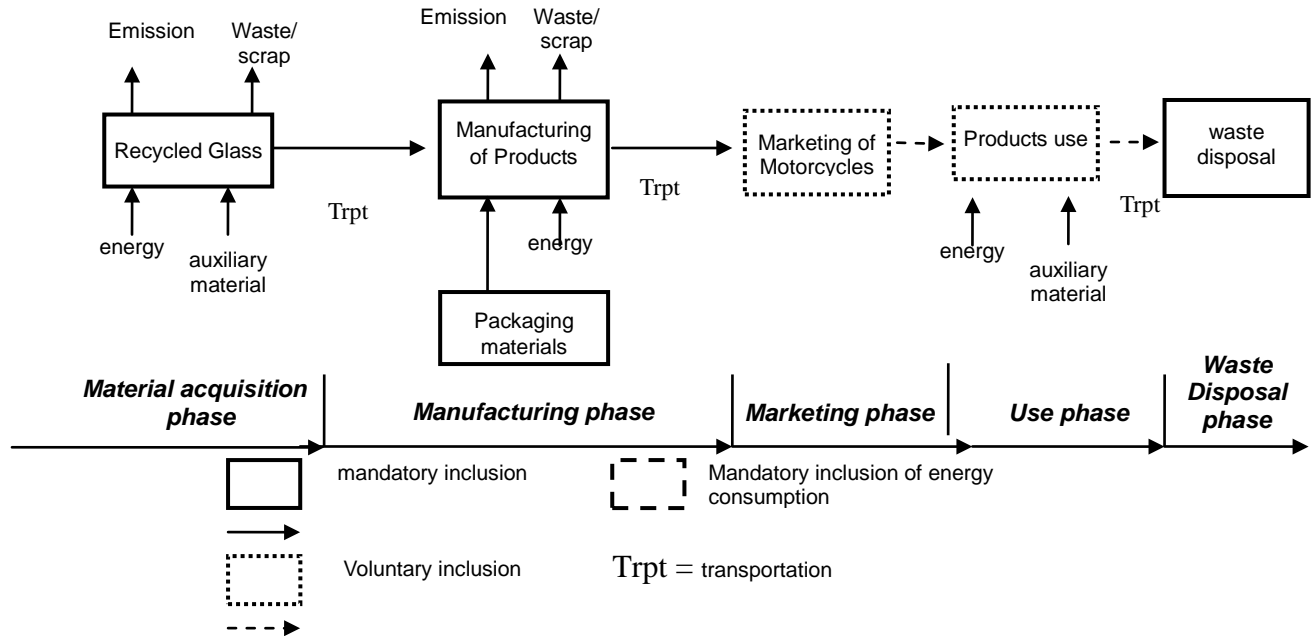 Emission
Waste/
scrap
Recycled Glass
energy
auxiliary
material
Trpt
Emission
Waste/
scrap
Manufacturing
of Products
energy
Packaging
materials
Trpt
Marketing of
Motorcycles
Products use
energy
auxiliary
material
Trpt
waste
disposal
Material acquisition
phase
Manufacturing phase
Marketing phase
Use phase
Waste
Disposal
phase
mandatory inclusion
Mandatory inclusion of energy
consumption
Voluntary inclusion
Trpt = transportation